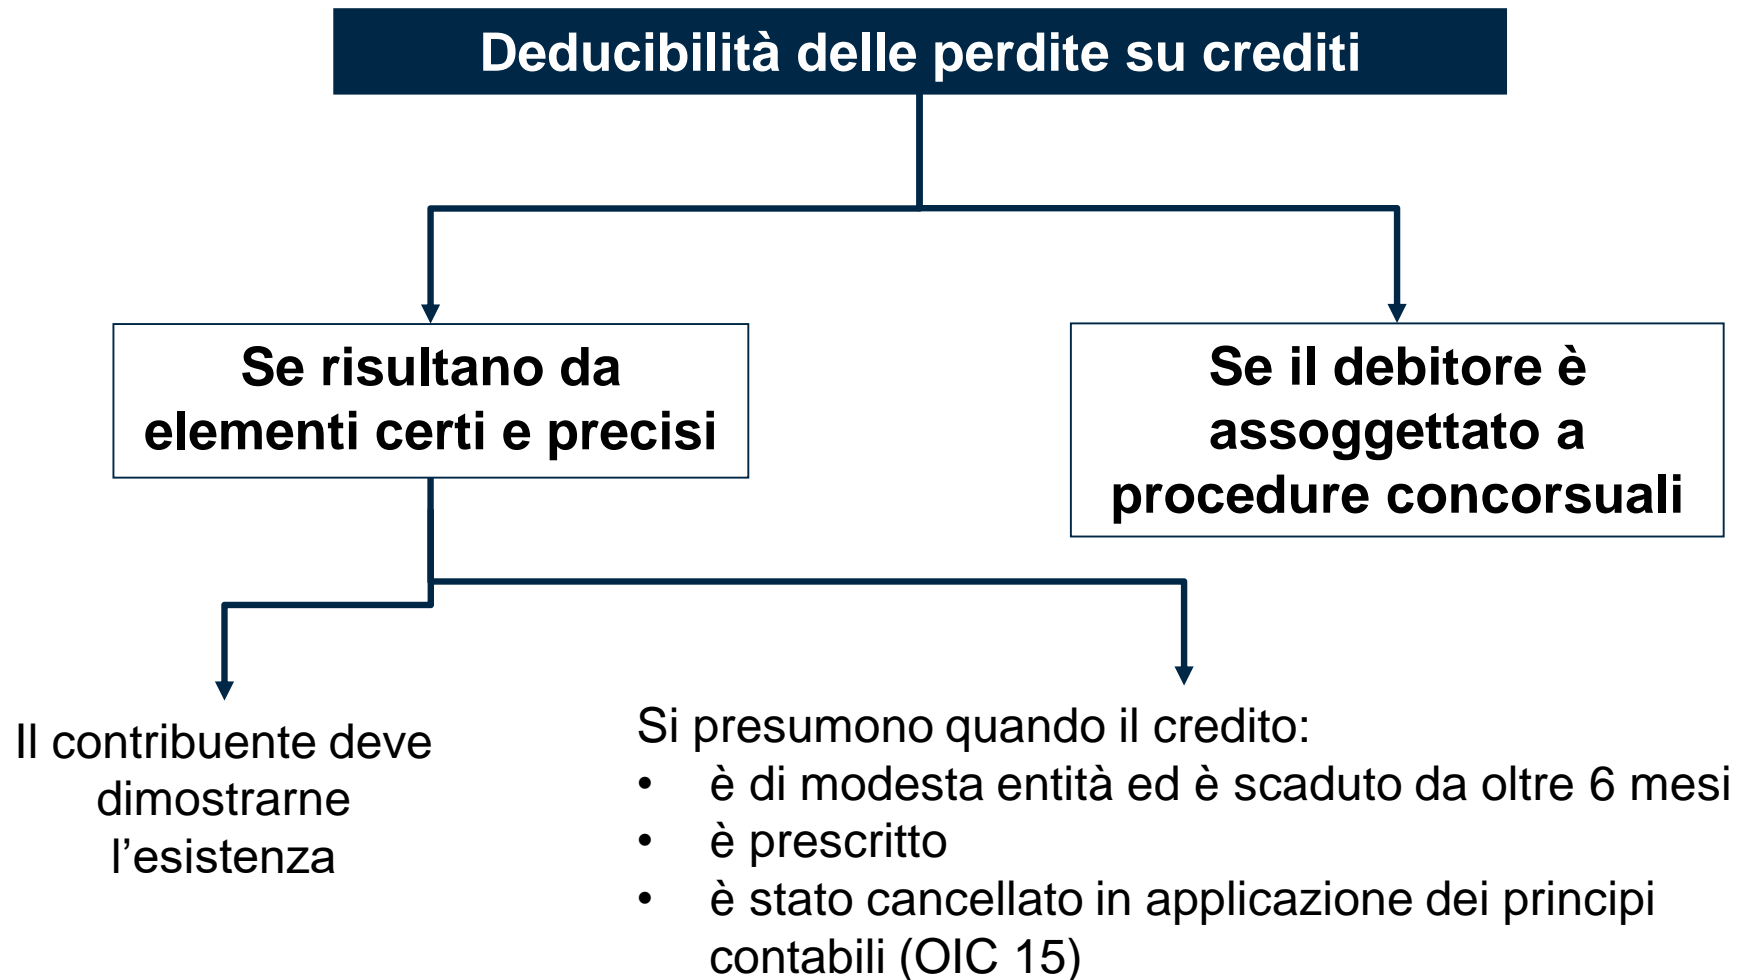 Deducibilità delle perdite su crediti
Se risultano da
elementi certi e precisi
Se il debitore è
assoggettato a
procedure concorsuali
Il contribuente deve
dimostrarne
l’esistenza
Si presumono quando il credito:
• è di modesta entità ed è scaduto da oltre 6 mesi
• è prescritto
• è stato cancellato in applicazione dei principi
contabili (OIC 15)